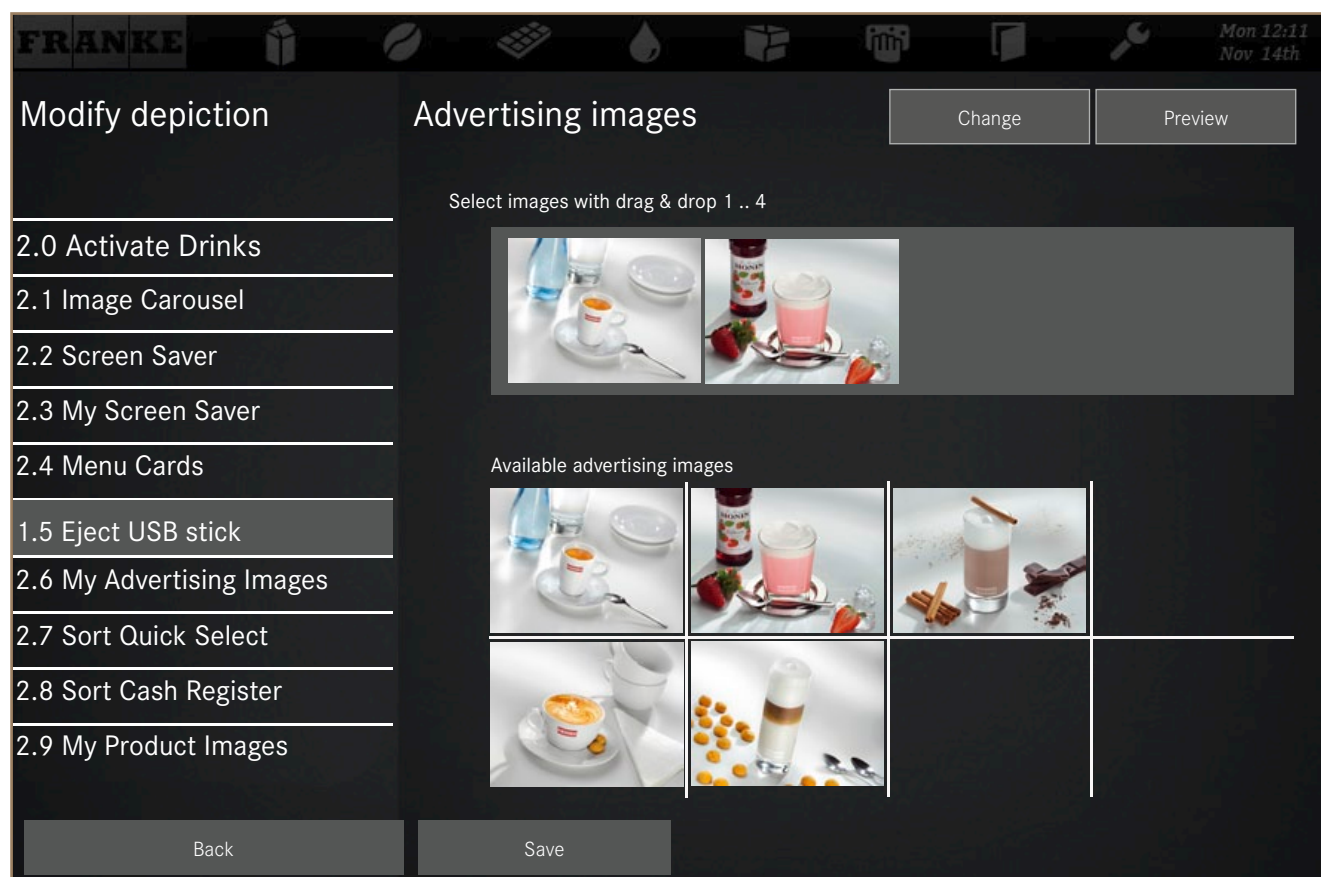 FRANKE
Mon 12:11
Nov 14th
Modify depiction
Advertising images
Change
Preview
Select images with drag & drop 1 .. 4
2.0 Activate Drinks
2.1 Image Carousel
2.2 Screen Saver
2.3 My Screen Saver
2.4 Menu Cards
1.5 Eject USB stick
2.6 My Advertising Images
2.7 Sort Quick Select
2.8 Sort Cash Register
2.9 My Product Images
MONIN
Available advertising images
MONIN
Back
Save